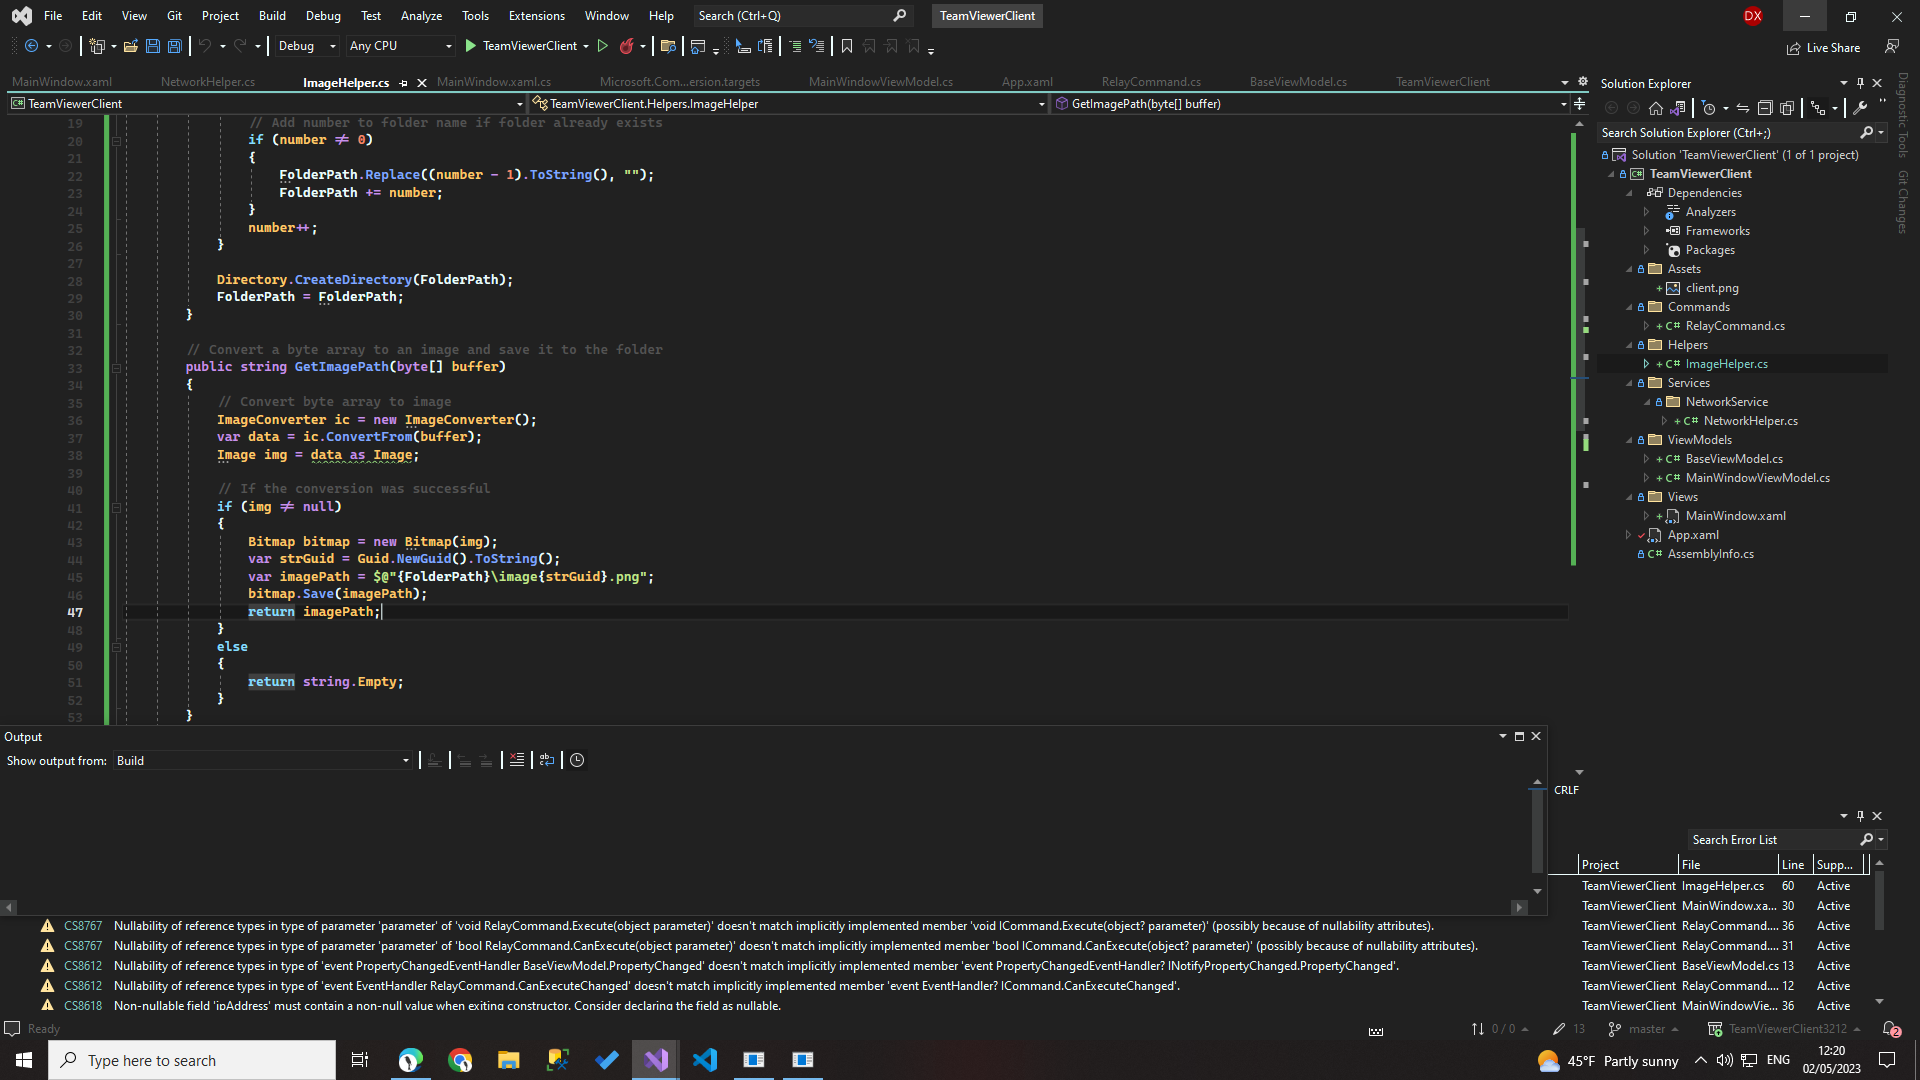 File Edit View Git Project Build Debug Test Analyze Tools Extensions Window Help Search (Ctrl+Q) TeamViewerClient DX
Debug Any CPU TeamViewerClient Live Share
MainWindow.xaml NetworkHelper.cs ImageHelper.cs MainWindow.xaml.cs Microsoft.Com...ersion.targets MainWindowViewModel.cs App.xaml RelayCommand.cs BaseViewModel.cs TeamViewerClient
C# TeamViewerClient TeamViewerClient.Helpers.ImageHelper GetImagePath(byte[] buffer)
19 // Add number to folder name if folder already exists
20 if (number ≠ 0)
21 {
22 FolderPath.Replace((number - 1).ToString(), "");
23 FolderPath += number;
24 }
25 number++;
26 }
27
28 Directory.CreateDirectory(FolderPath);
29 FolderPath = FolderPath;
30 }
31
32 // Convert a byte array to an image and save it to the folder
33 public string GetImagePath(byte[] buffer)
34 {
35 // Convert byte array to image
36 ImageConverter ic = new ImageConverter();
37 var data = ic.ConvertFrom(buffer);
38 Image img = data as Image;
39
40 // If the conversion was successful
41 if (img ≠ null)
42 {
43 Bitmap bitmap = new Bitmap(img);
44 var strGuid = Guid.NewGuid().ToString();
45 var imagePath = $@"{FolderPath}\image{strGuid}.png";
46 bitmap.Save(imagePath);
47 return imagePath;
48 }
49 else
50 {
51 return string.Empty;
52 }
53 }
Solution Explorer
Search Solution Explorer (Ctrl+;)
Solution 'TeamViewerClient' (1 of 1 project)
C# TeamViewerClient
Dependencies
Analyzers
Frameworks
Packages
Assets
+ client.png
Commands
+ C# RelayCommand.cs
Helpers
+ C# ImageHelper.cs
Services
NetworkService
+ C# NetworkHelper.cs
ViewModels
+ C# BaseViewModel.cs
+ C# MainWindowViewModel.cs
Views
+ MainWindow.xaml
App.xaml
C# AssemblyInfo.cs
Diagnostic Tools
Git Changes
Output
Show output from: Build
CRLF
Search Error List
Project File Line Supp...
TeamViewerClient ImageHelper.cs 60 Active
TeamViewerClient MainWindow.xa... 30 Active
CS8767 Nullability of reference types in type of parameter 'parameter' of 'void RelayCommand.Execute(object parameter)' doesn't match implicitly implemented member 'void ICommand.Execute(object? parameter)' (possibly because of nullability attributes). TeamViewerClient RelayCommand.... 36 Active
CS8767 Nullability of reference types in type of parameter 'parameter' of 'bool RelayCommand.CanExecute(object parameter)' doesn't match implicitly implemented member 'bool ICommand.CanExecute(object? parameter)' (possibly because of nullability attributes). TeamViewerClient RelayCommand.... 31 Active
CS8612 Nullability of reference types in type of 'event PropertyChangedEventHandler BaseViewModel.PropertyChanged' doesn't match implicitly implemented member 'event PropertyChangedEventHandler? INotifyPropertyChanged.PropertyChanged'. TeamViewerClient BaseViewModel.cs 13 Active
CS8612 Nullability of reference types in type of 'event EventHandler RelayCommand.CanExecuteChanged' doesn't match implicitly implemented member 'event EventHandler? ICommand.CanExecuteChanged'. TeamViewerClient RelayCommand.... 12 Active
CS8618 Non-nullable field 'ipAddress' must contain a non-null value when exiting constructor. Consider declaring the field as nullable. TeamViewerClient MainWindowVie... 36 Active
Ready 0 / 0 13 master TeamViewerClient3212 2
Type here to search 45°F Partly sunny ENG 12:20
02/05/2023